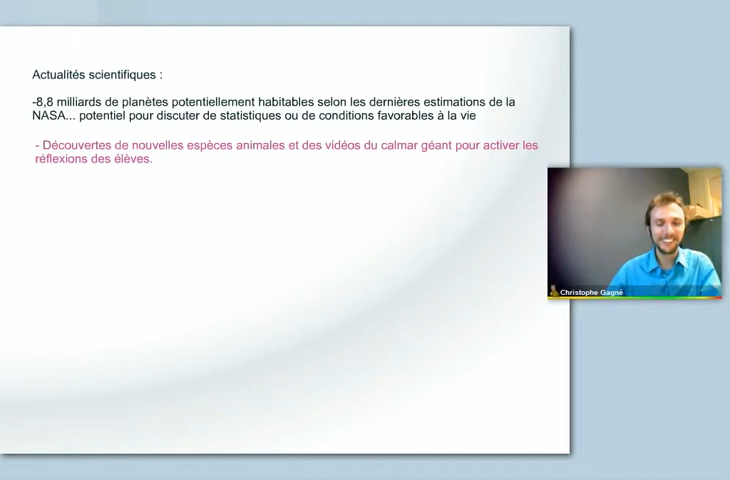 Actualités scientifiques :
-8,8 milliards de planètes potentiellement habitables selon les dernières estimations de la
NASA... potentiel pour discuter de statistiques ou de conditions favorables à la vie
- Découvertes de nouvelles espèces animales et des vidéos du calmar géant pour activer les
réflexions des élèves.
Christophe Gagné